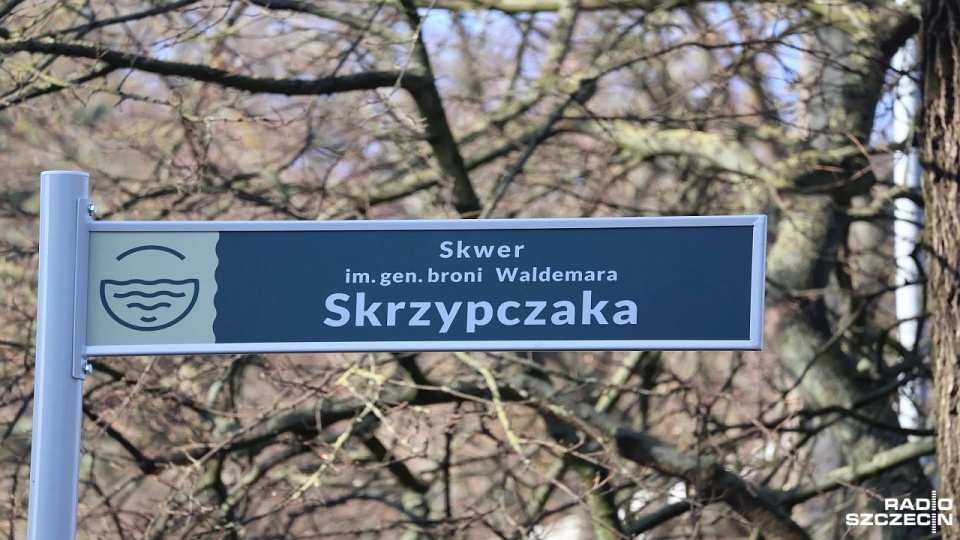 Skwer
im. gen. broni Waldemara
Skrzypczaka
RADIO
SZCZECIN